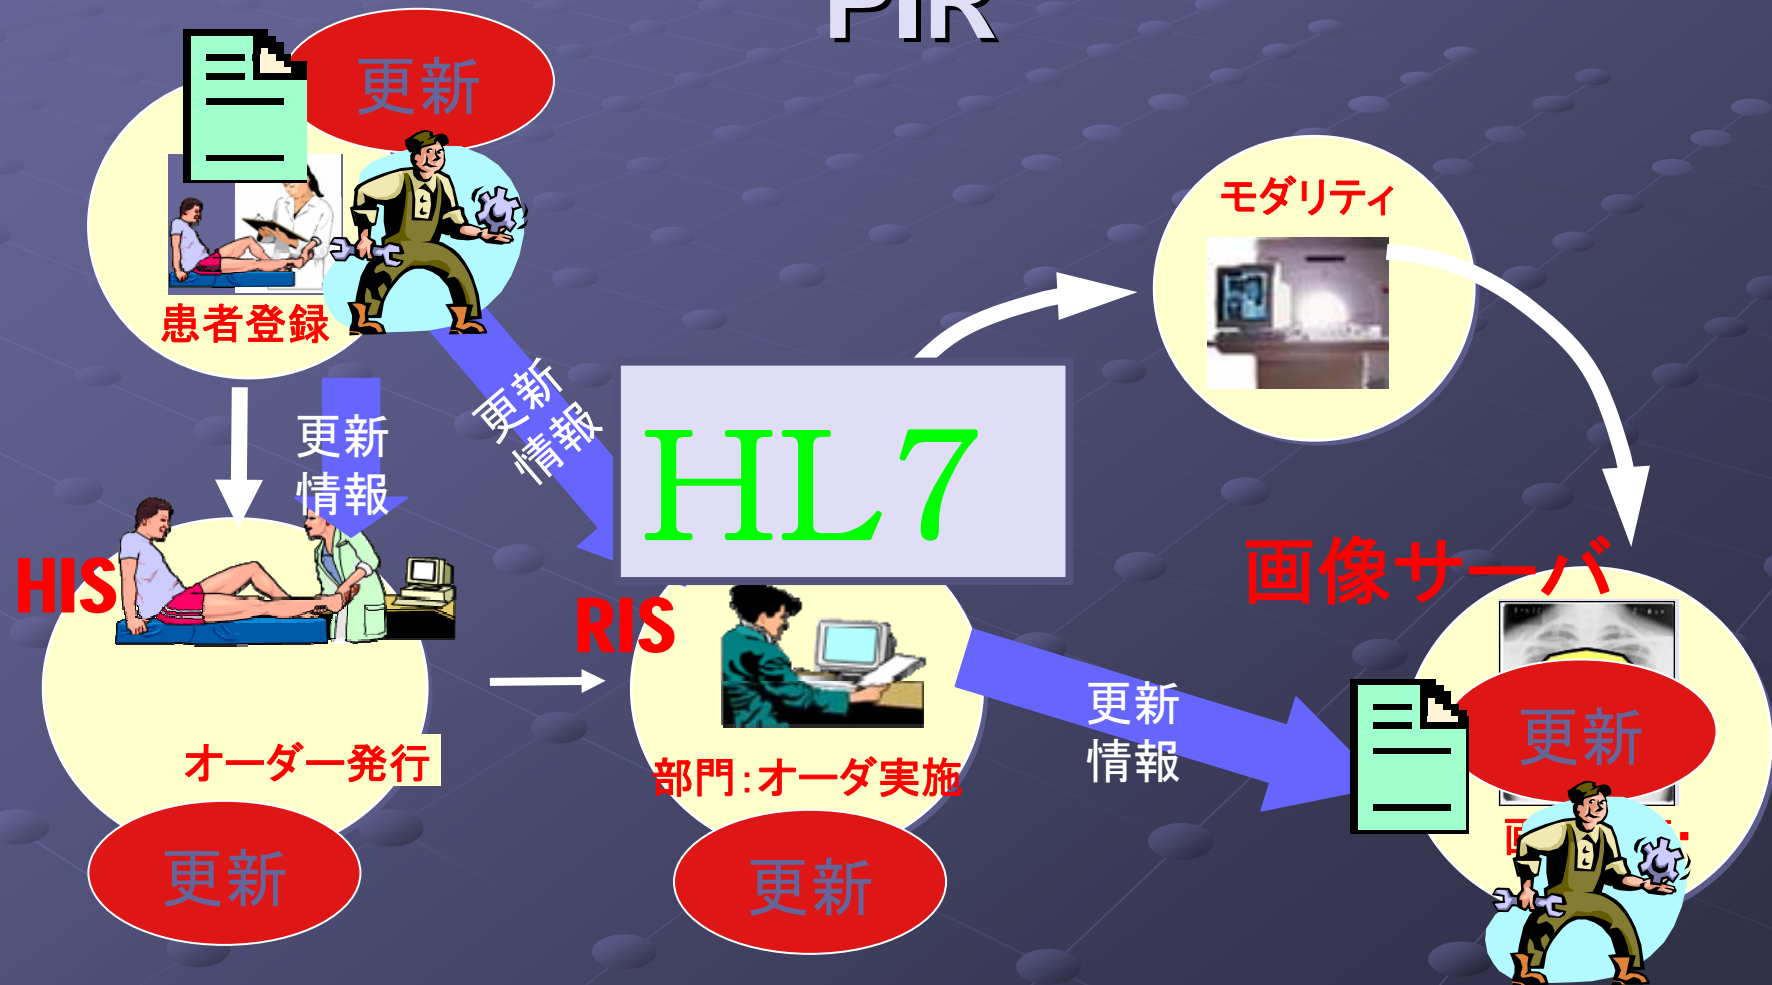 PIR
更新
モダリティ
患者登録
更新
情報
更新
情報
HL7
HIS
RIS
画像サーバ
オーダー発行
部門：オーダ実施
更新
情報
更新
更新
更新